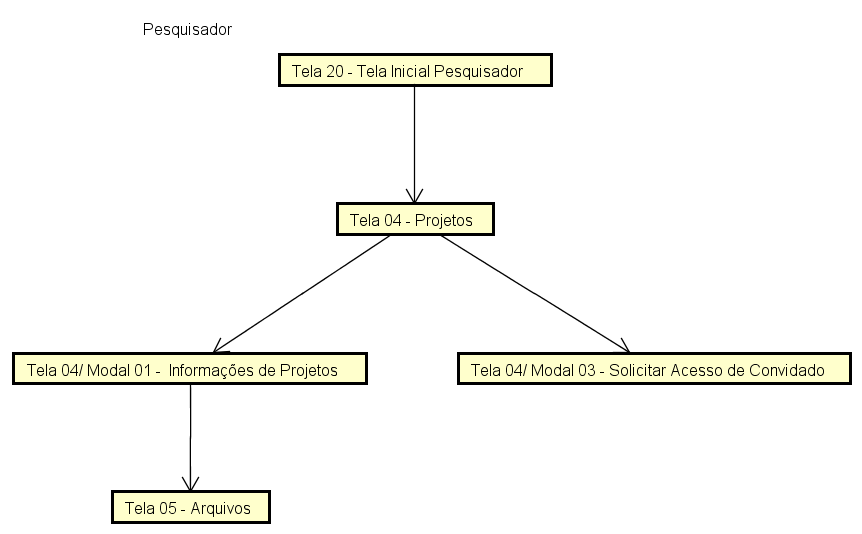 Pesquisador
Tela 20 - Tela Inicial Pesquisador
Tela 04 - Projetos
Tela 04/ Modal 01 - Informações de Projetos
Tela 04/ Modal 03 - Solicitar Acesso de Convidado
Tela 05 - Arquivos